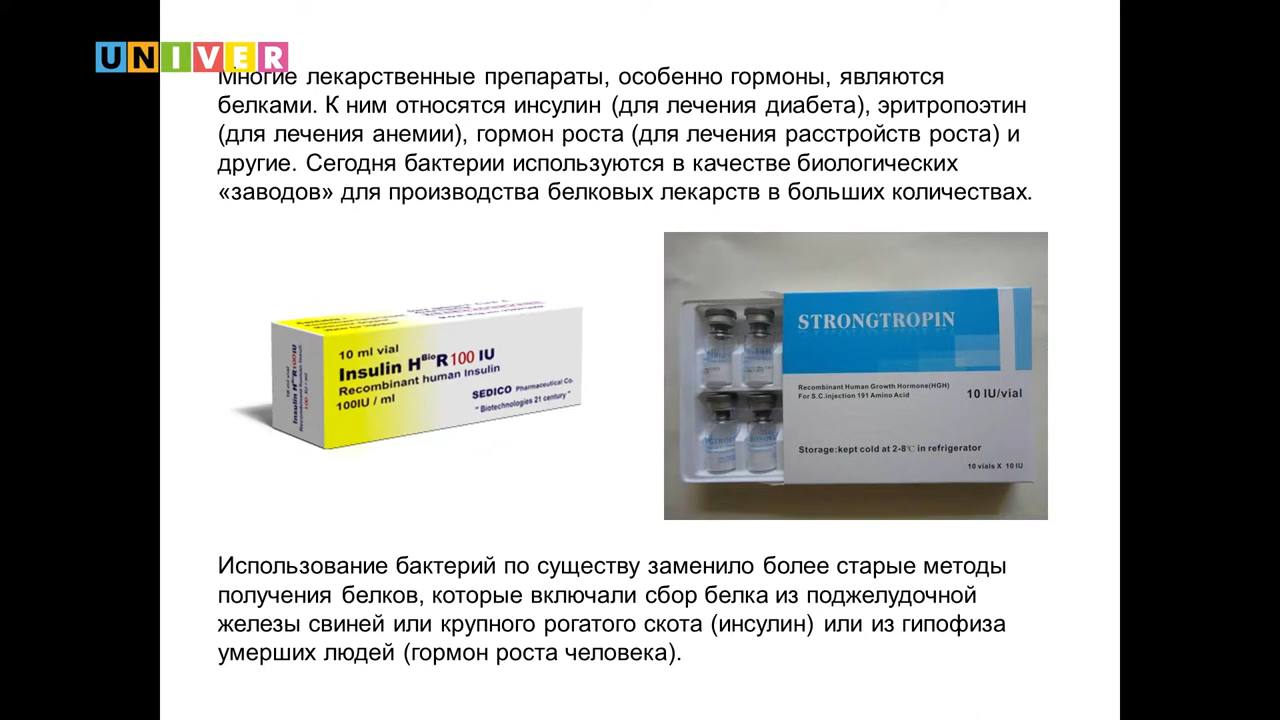 UNIVER
Многие лекарственные препараты, особенно гормоны, являются
белками. К ним относятся инсулин (для лечения диабета), эритропоэтин
(для лечения анемии), гормон роста (для лечения расстройств роста) и
другие. Сегодня бактерии используются в качестве биологических
«заводов» для производства белковых лекарств в больших количествах.
10 ml vial
Insulin HBioR 100 IU
Recombinant human Insulin
100IU / ml
SEDICO Pharmaceutical Co.
" Biotechnologies 21 century "
STRONGTROPIN
Recombinant Human Growth Hormone(HGH)
For S.C.injection 191 Amino Acid
10 IU/vial
Storage:kept cold at 2-8℃ in refrigerator
10 vials X 10 IU
Использование бактерий по существу заменило более старые методы
получения белков, которые включали сбор белка из поджелудочной
железы свиней или крупного рогатого скота (инсулин) или из гипофиза
умерших людей (гормон роста человека).